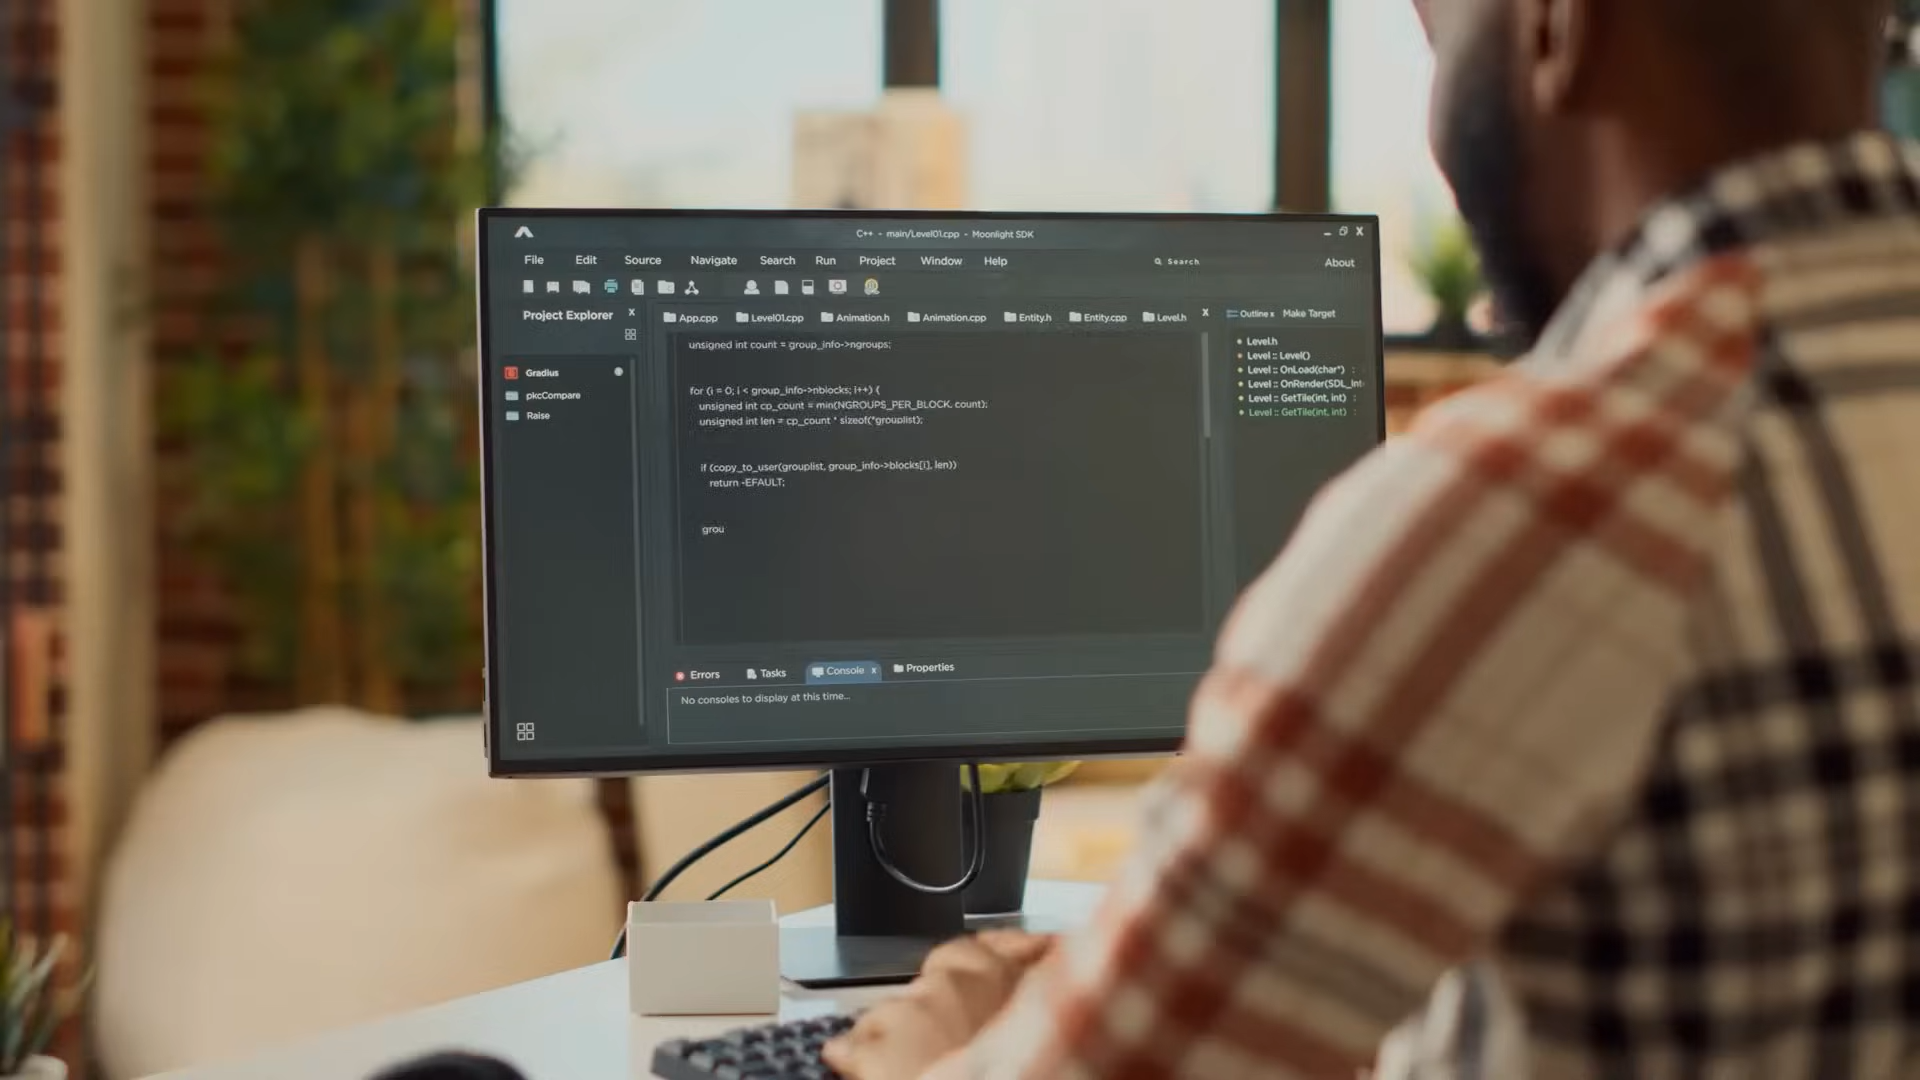 C++ - main/Level01.cpp - Moonlight SDK
File Edit Source Navigate Search Run Project Window Help Search About
Project Explorer x
App.cpp Level01.cpp Animation.h Animation.cpp Entity.h Entity.cpp Level.h x
Outline x Make Target
Gradius
pkcCompare
Raise
unsigned int count = group_info->ngroups;
for (i = 0; i < group_info->nblocks; i++) {
unsigned int cp_count = min(NGROUPS_PER_BLOCK, count);
unsigned int len = cp_count * sizeof(*grouplist);
if (copy_to_user(grouplist, group_info->blocks[i], len))
return -EFAULT;
grou
Level.h
Level :: Level()
Level :: OnLoad(char*) :
Level :: OnRender(SDL_Int
Level :: GetTile(int, int) :
Level :: GetTile(int, int) :
Errors Tasks Console x Properties
No consoles to display at this time...